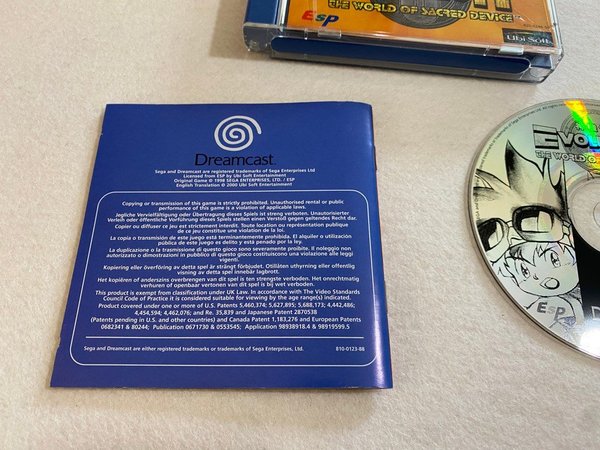 THE WORLD OF SACRED DEVICE
ESP
Ubi Soft
Dreamcast
Sega and Dreamcast are registered trademarks of Sega Enterprises Ltd
Licensed from ESP by Ubi Soft Entertainment
Original Game © 1998 SEGA ENTERPRISES, LTD. / ESP
English Translation © 2000 Ubi Soft Entertainment
Copying or transmission of this game is strictly prohibited. Unauthorised rental or public
performance of this game is a violation of applicable laws.
Jegliche Vervielfältigung oder Übertragung dieses Spiels ist streng verboten. Unautorisierter
Verleih oder öffentliche Vorführung dieses Spiels stellen einen Verstoß gegen geltendes Recht dar.
Copier ou diffuser ce jeu est strictement interdit. Toute location ou représentation publique
de ce jeu constitue une violation de la loi.
La copia o transmisión de este juego está terminantemente prohibida. El alquiler o utilización
pública de este juego es delito y está penado por la ley.
La duplicazione o la trasmissione di questo gioco sono severamente proibite. Il noleggio non
autorizzato o dimostrazioni in pubblico di questo gioco costituiscono una violazione alle leggi
vigenti.
Kopiering eller överföring av detta spel är strängt förbjudet. Otillåten uthyrning eller offentlig
visning av detta spel innebär lagbrott.
Het kopiëren of anderszins overbrengen van dit spel is ten strengste verboden. Het onrechtmatig
verhuren of openbaar vertonen van dit spel is bij wet verboden.
This product is exempt from classification under UK Law. In accordance with The Video Standards
Council Code of Practice it is considered suitable for viewing by the age range(s) indicated.
Product covered under one or more of U.S. Patents 5,460,374; 5,627,895; 5,688,173; 4,442,486;
4,454,594; 4,462,076; and Re. 35,839 and Japanese Patent 2870538
(Patents pending in U.S. and other countries) and Canada Patent 1,183,276 and European Patents
0682341 & 80244; Publication 0671730 & 0553545; Application 98938918.4 & 98919599.5
Sega and Dreamcast are either registered trademarks or trademarks of Sega Enterprises, Ltd.
810-0123-88
THE WORLD O
ESP